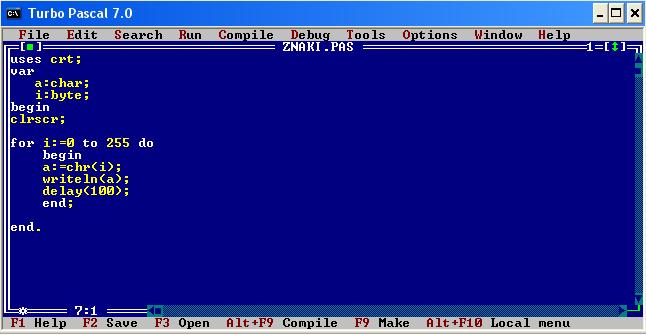 Turbo Pascal 7.0
File Edit Search Run Compile Debug Tools Options Window Help
ZNAKI.PAS 1
uses crt;
var
   a:char;
   i:byte;
begin
clrscr;

for i:=0 to 255 do
    begin
    a:=chr(i);
    writeln(a);
    delay(100);
    end;

end.
7:1
F1 Help F2 Save F3 Open Alt+F9 Compile F9 Make Alt+F10 Local menu